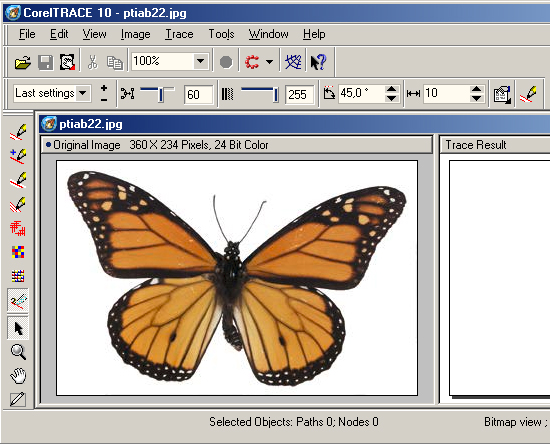 CorelTRACE 10 - ptiab22.jpg
File Edit View Image Trace Tools Window Help
100%
Last settings 60 255 45,0 ° 10
ptiab22.jpg
Original Image 360 X 234 Pixels, 24 Bit Color Trace Result
Selected Objects: Paths 0; Nodes 0 Bitmap view ;